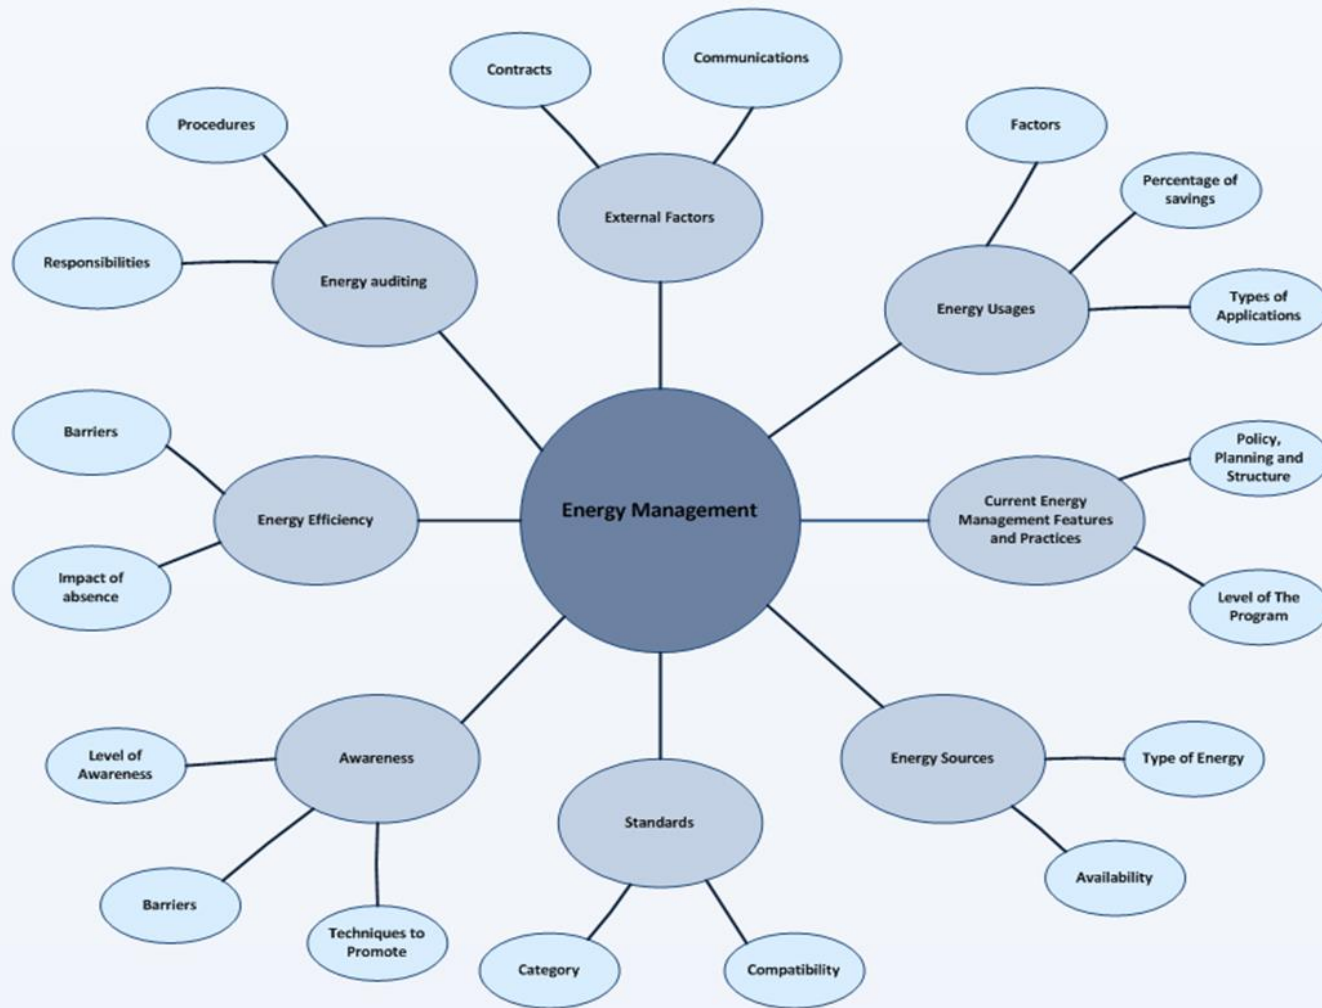 Contracts
Communications
Procedures
Factors
Percentage of
savings
External Factors
Responsibilities
Energy auditing
Energy Usages
Types of
Applications
Barriers
Policy,
Planning and
Structure
Energy Management
Energy Efficiency
Current Energy
Management Features
and Practices
Impact of
absence
Level of The
Program
Level of
Awareness
Awareness
Energy Sources
Type of Energy
Standards
Availability
Barriers
Techniques to
Promote
Category
Compatibility